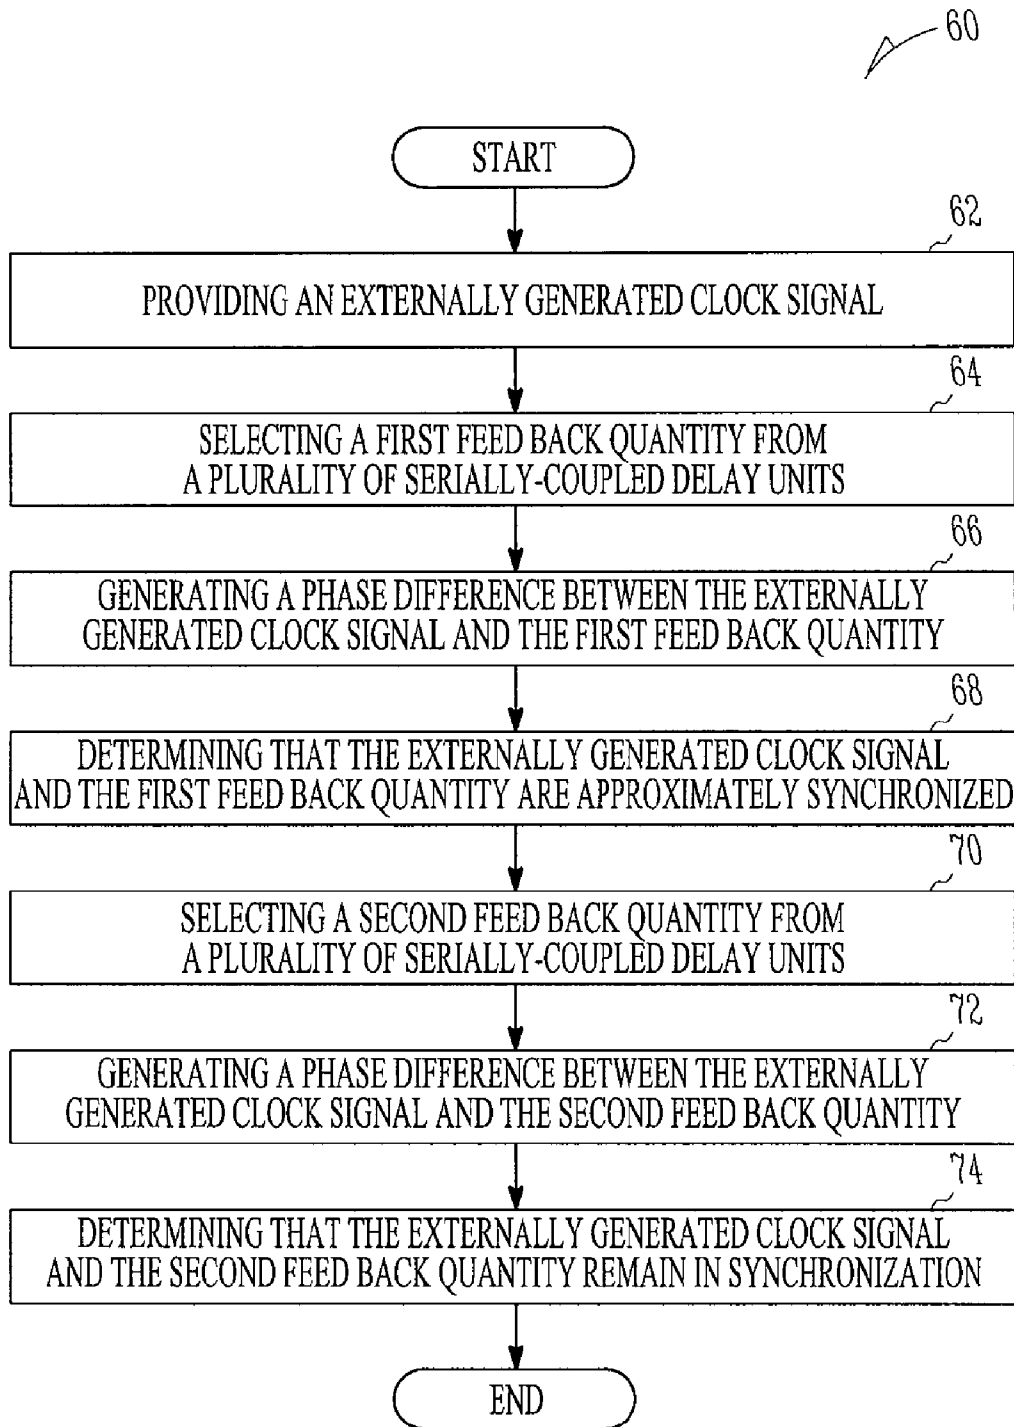 60
START
62
PROVIDING AN EXTERNALLY GENERATED CLOCK SIGNAL
64
SELECTING A FIRST FEED BACK QUANTITY FROM
A PLURALITY OF SERIALLY-COUPLED DELAY UNITS
66
GENERATING A PHASE DIFFERENCE BETWEEN THE EXTERNALLY
GENERATED CLOCK SIGNAL AND THE FIRST FEED BACK QUANTITY
68
DETERMINING THAT THE EXTERNALLY GENERATED CLOCK SIGNAL
AND THE FIRST FEED BACK QUANTITY ARE APPROXIMATELY SYNCHRONIZED
70
SELECTING A SECOND FEED BACK QUANTITY FROM
A PLURALITY OF SERIALLY-COUPLED DELAY UNITS
72
GENERATING A PHASE DIFFERENCE BETWEEN THE EXTERNALLY
GENERATED CLOCK SIGNAL AND THE SECOND FEED BACK QUANTITY
74
DETERMINING THAT THE EXTERNALLY GENERATED CLOCK SIGNAL
AND THE SECOND FEED BACK QUANTITY REMAIN IN SYNCHRONIZATION
END